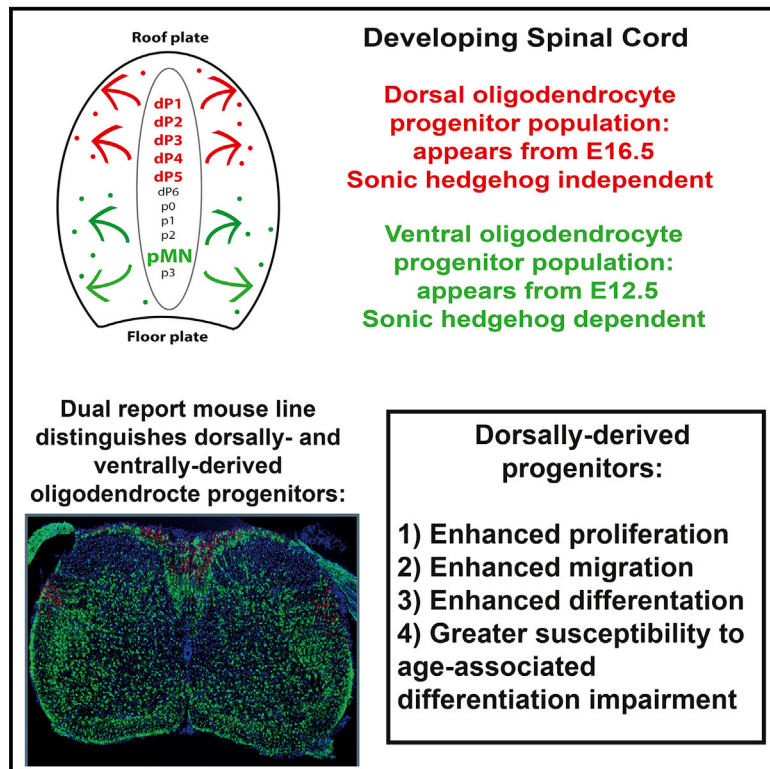 Roof plate
dP1
dP2
dP3
dP4
dP5
dP6
p0
p1
p2
pMN
p3
Floor plate
Developing Spinal Cord
Dorsal oligodendrocyte
progenitor population:
appears from E16.5
Sonic hedgehog independent
Ventral oligodendrocyte
progenitor population:
appears from E12.5
Sonic hedgehog dependent
Dual report mouse line
distinguishes dorsally- and
ventrally-derived
oligodendrocte progenitors:
Dorsally-derived
progenitors:
1) Enhanced proliferation
2) Enhanced migration
3) Enhanced differentation
4) Greater susceptibility to
age-associated
differentiation impairment